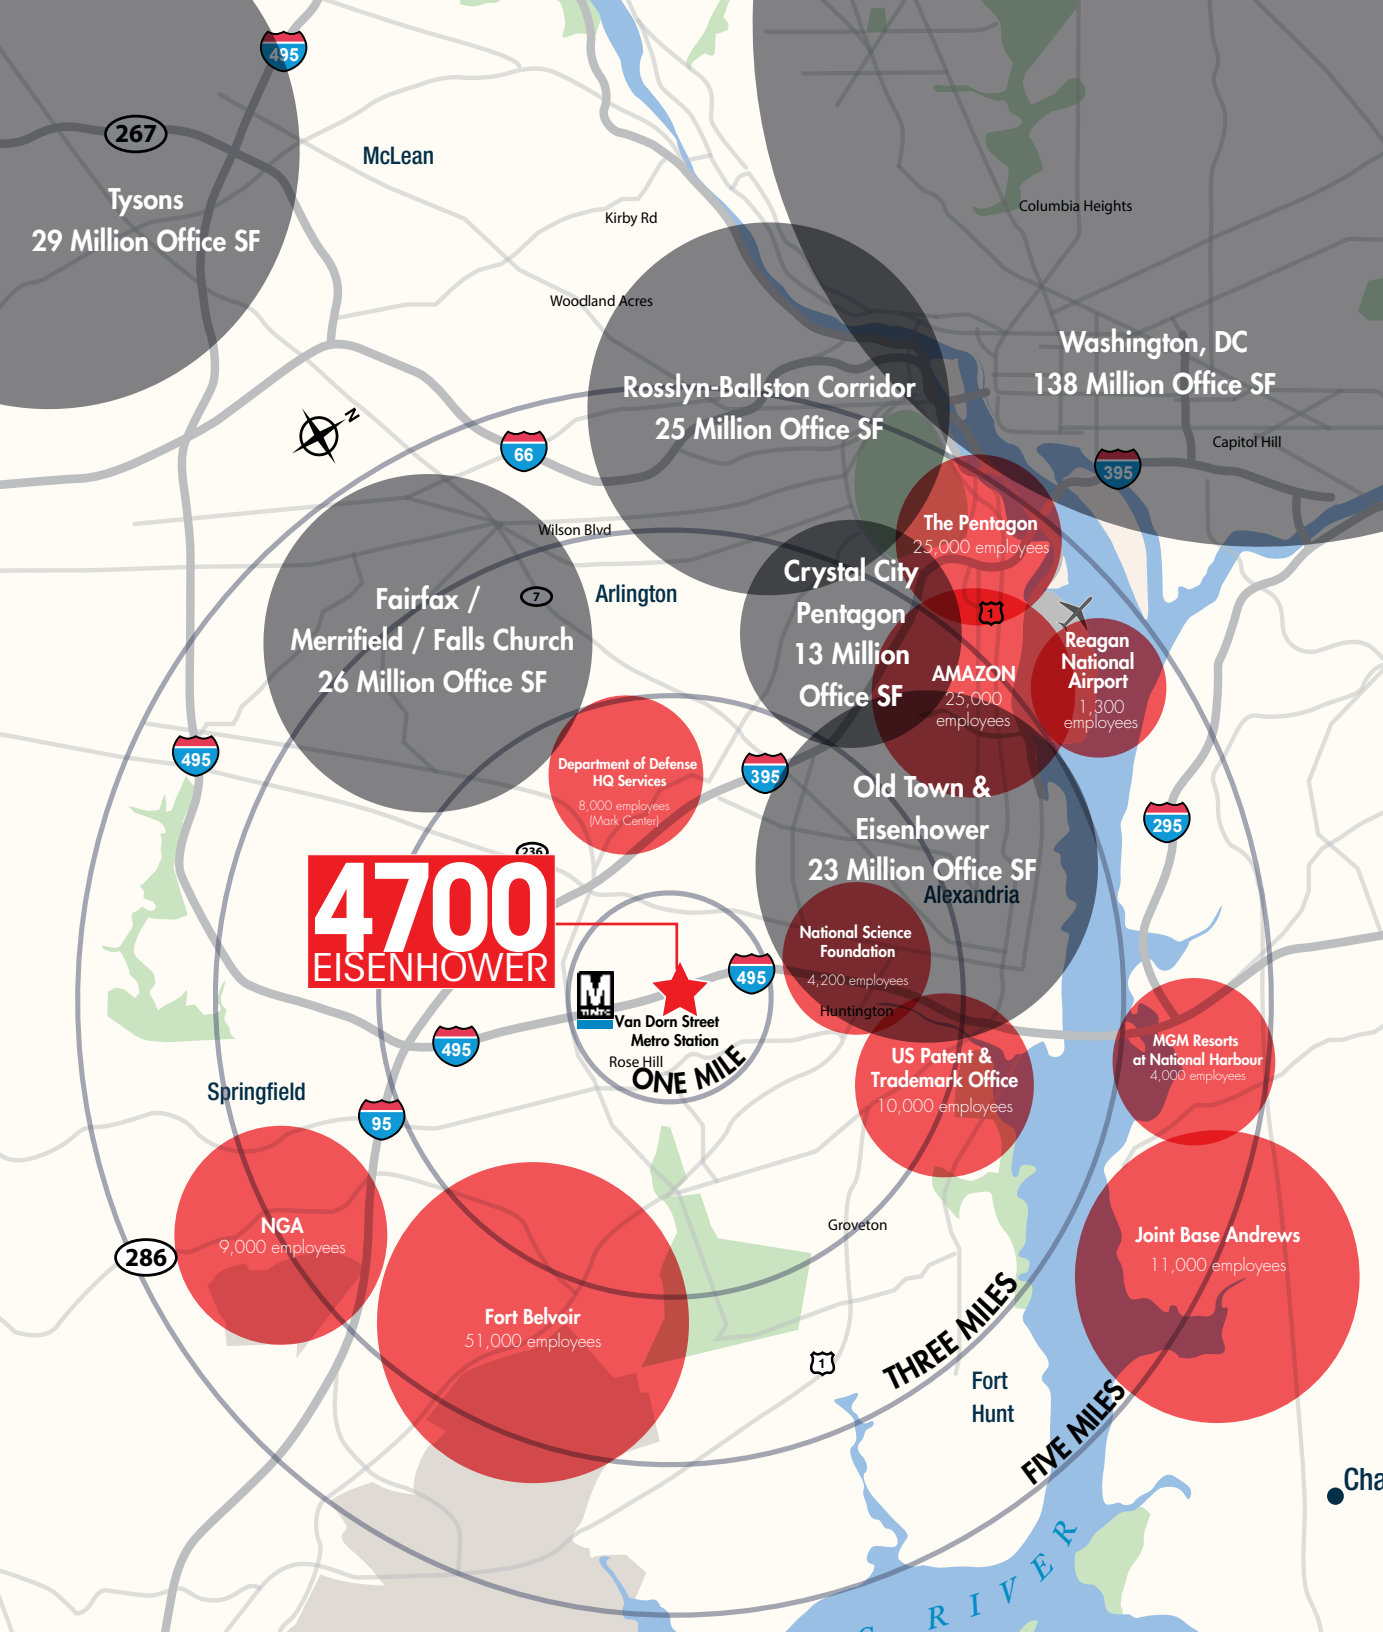 495
267
McLean
Tysons
29 Million Office SF
Columbia Heights
Kirby Rd
Woodland Acres
Washington, DC
138 Million Office SF
Rosslyn-Ballston Corridor
25 Million Office SF
N
66
Capitol Hill
395
The Pentagon
25,000 employees
Wilson Blvd
Crystal City
Pentagon
13 Million
Office SF
7
Arlington
Fairfax /
Merrifield / Falls Church
26 Million Office SF
1
Reagan
National
Airport
1,300
employees
AMAZON
25,000
employees
495
Department of Defense
HQ Services
8,000 employees
(Mark Center)
395
Old Town &
Eisenhower
23 Million Office SF
Alexandria
295
236
4700
EISENHOWER
National Science
Foundation
4,200 employees
Huntington
495
M
Van Dorn Street
Metro Station
Rose Hill
ONE MILE
495
MGM Resorts
at National Harbour
4,000 employees
US Patent &
Trademark Office
10,000 employees
Springfield
95
NGA
9,000 employees
Groveton
Joint Base Andrews
11,000 employees
286
Fort Belvoir
51,000 employees
THREE MILES
1
Fort
Hunt
FIVE MILES
Cha
S RIVER